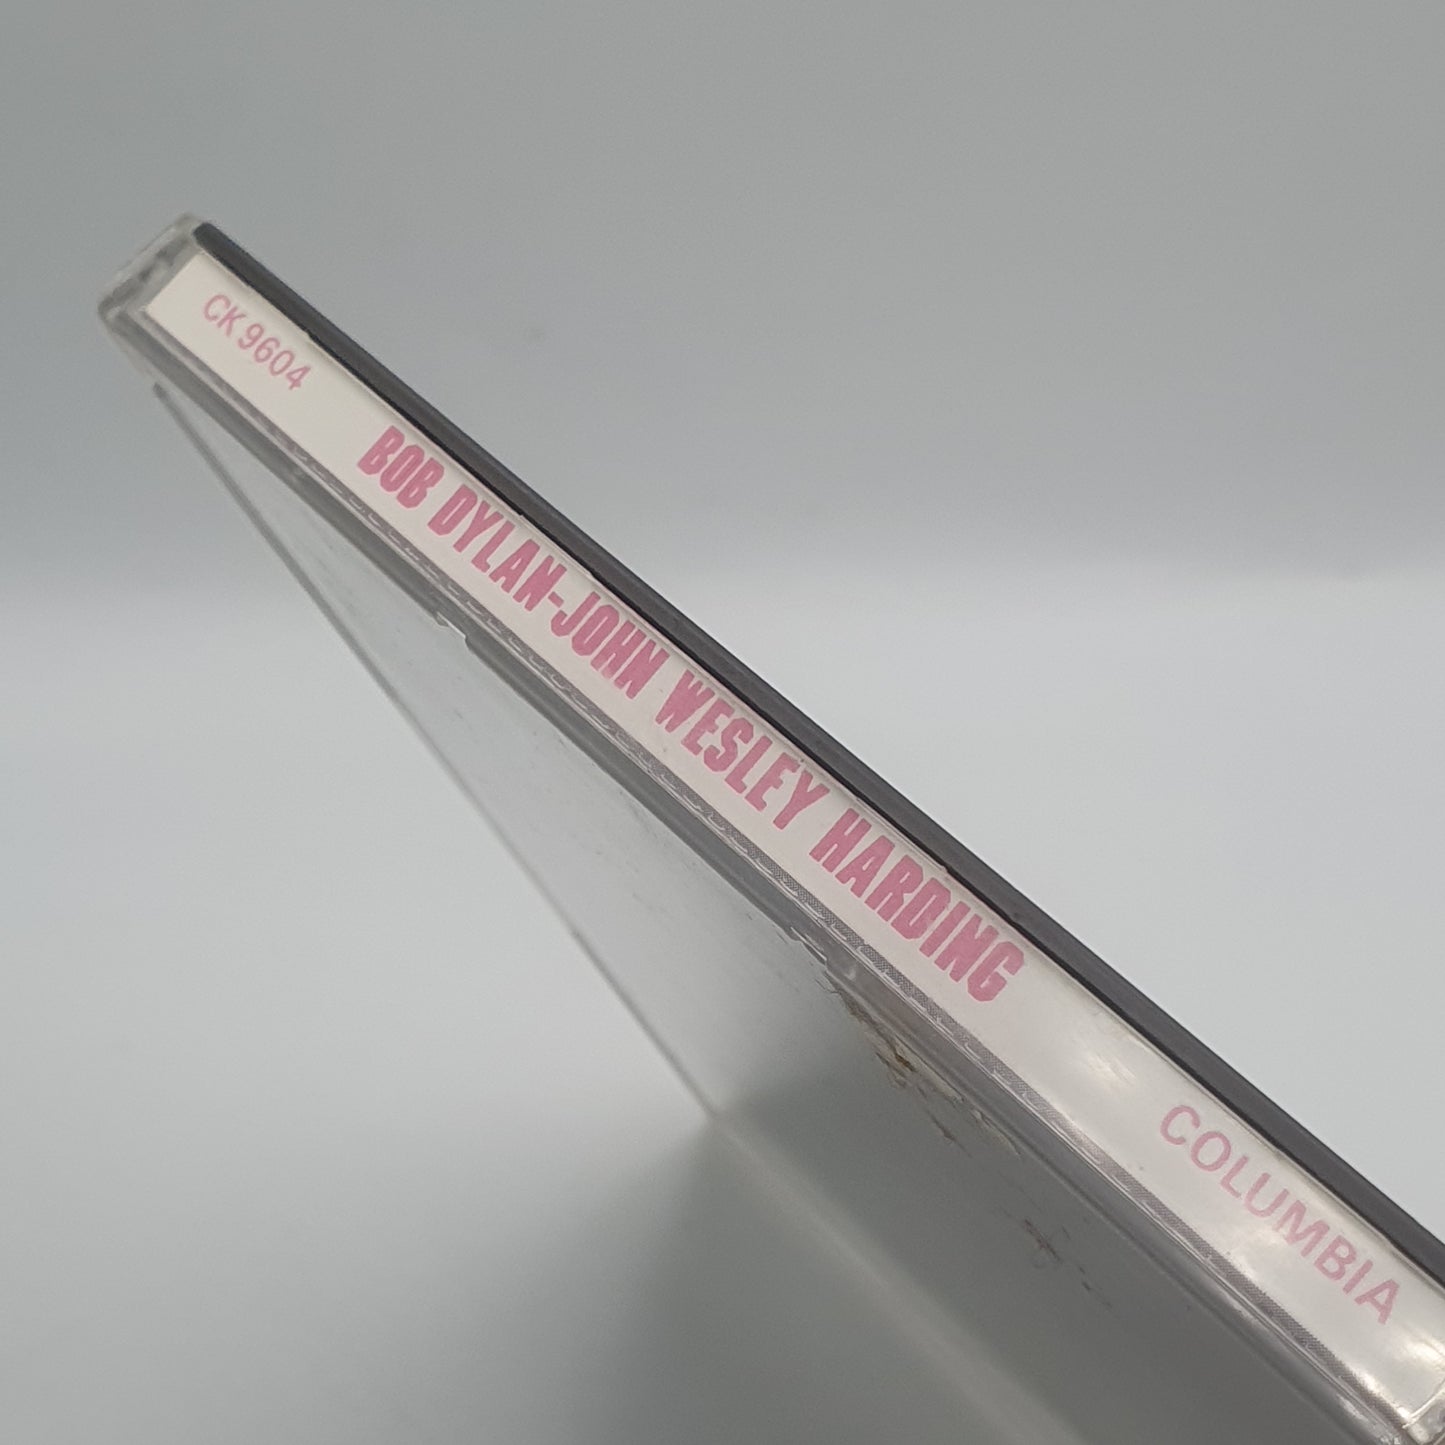 CK 9604 BOB DYLAN-JOHN WESLEY HARDING COLUMBIA